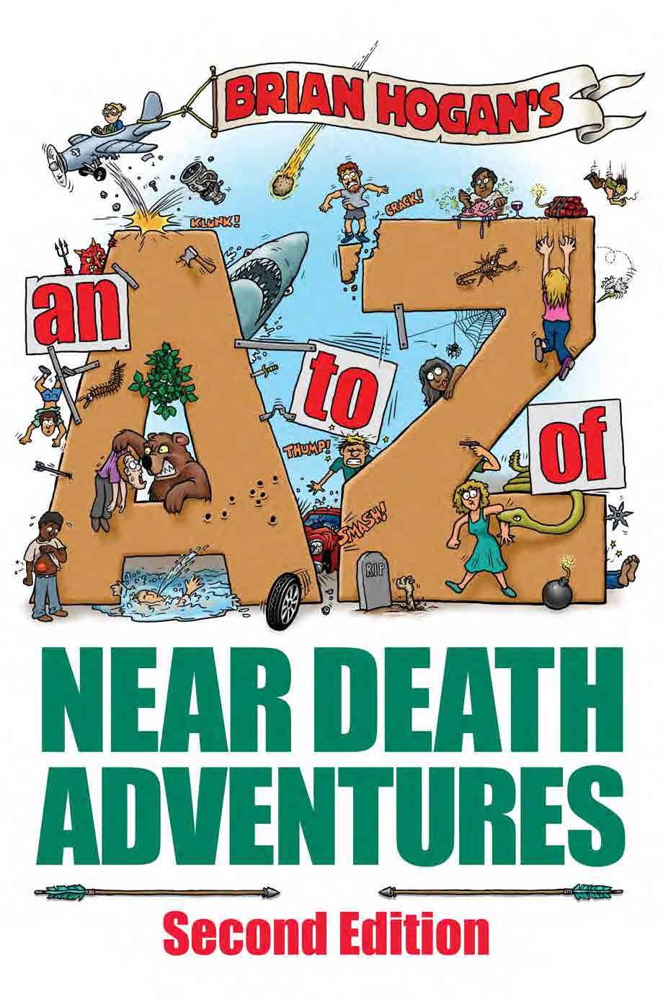 BRIAN HOGAN'S
KLUNK!
CRACK!
an
to
of
A Z
THUMP!
SMASH!
RIP
NEAR DEATH
ADVENTURES
Second Edition